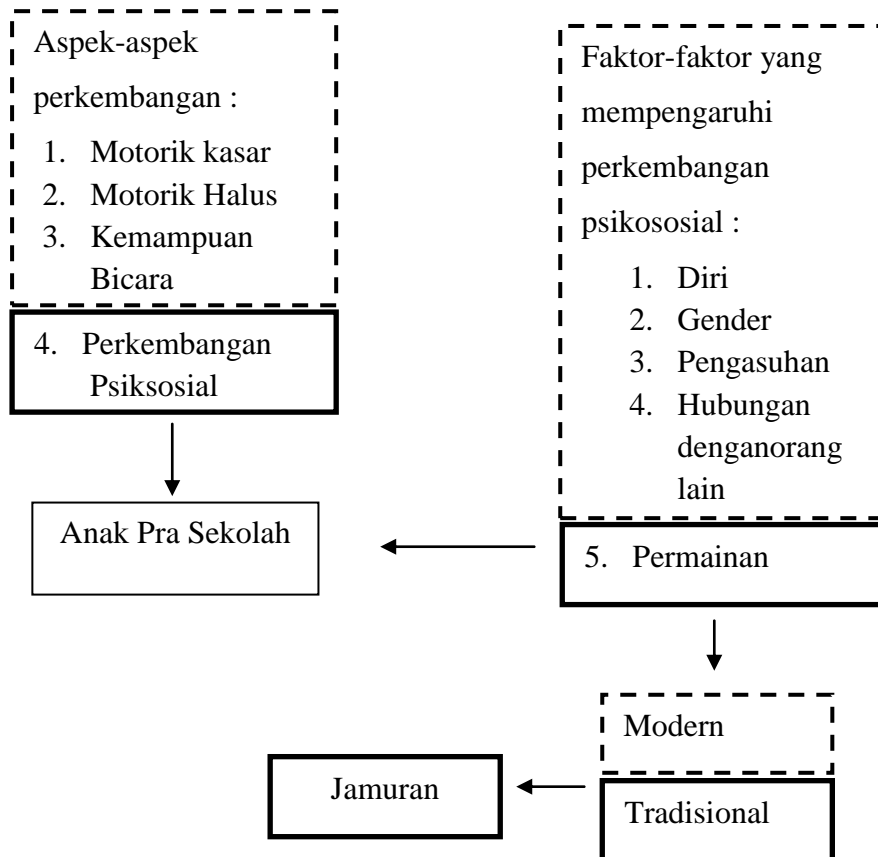 Aspek-aspek
perkembangan :
1. Motorik kasar
2. Motorik Halus
3. Kemampuan
Bicara
4. Perkembangan
Psiksosial
Anak Pra Sekolah
Faktor-faktor yang
mempengaruhi
perkembangan
psikososial :
1. Diri
2. Gender
3. Pengasuhan
4. Hubungan
denganorang
lain
5. Permainan
Modern
Tradisional
Jamuran